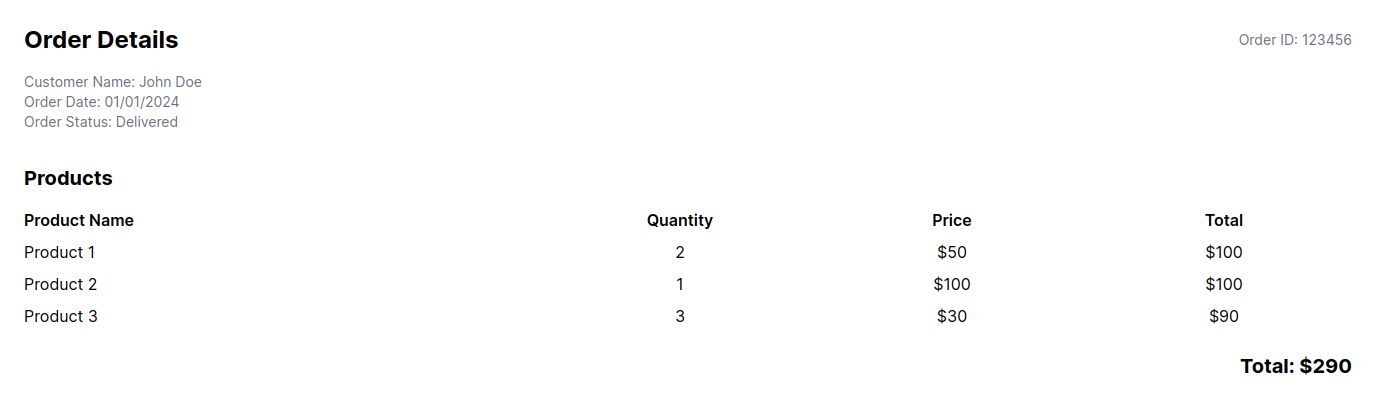 Order Details
Order ID: 123456
Customer Name: John Doe
Order Date: 01/01/2024
Order Status: Delivered
Products
Product Name Quantity Price Total
Product 1 2 $50 $100
Product 2 1 $100 $100
Product 3 3 $30 $90
Total: $290